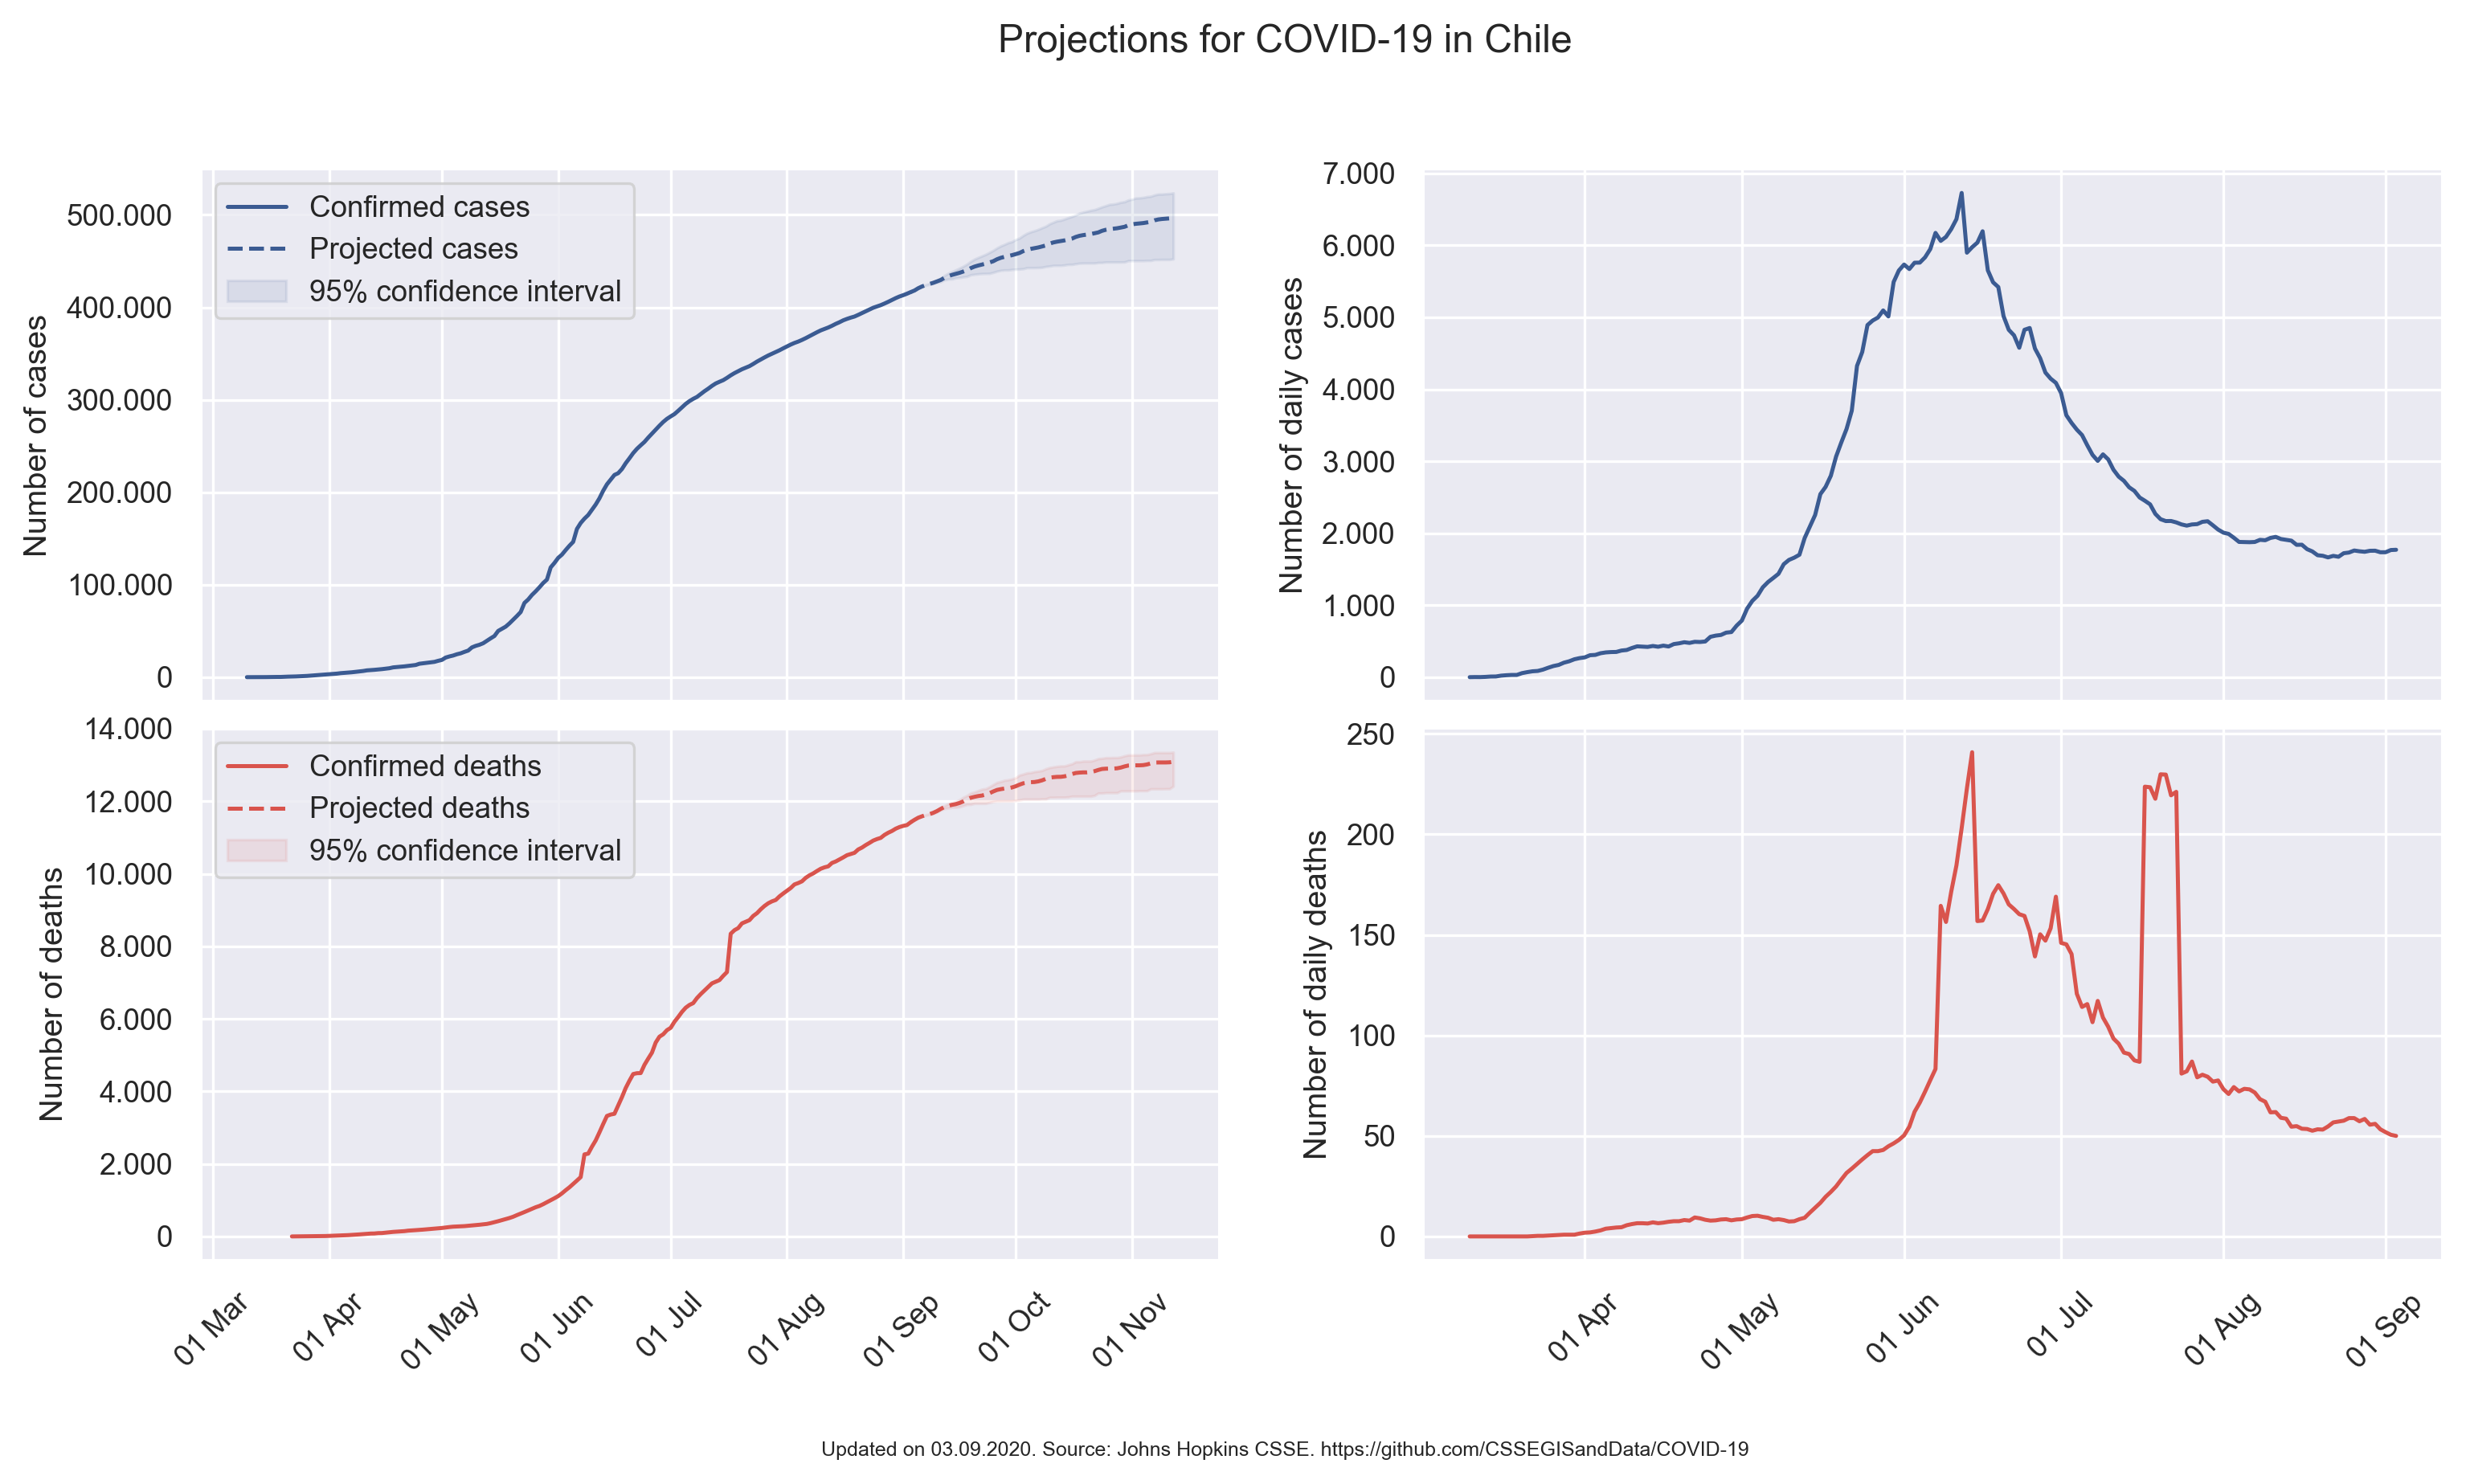 Projections for COVID-19 in Chile
Number of cases
500.000
400.000
300.000
200.000
100.000
0
Confirmed cases
Projected cases
95% confidence interval
Number of daily cases
7.000
6.000
5.000
4.000
3.000
2.000
1.000
0
Number of deaths
14.000
12.000
10.000
8.000
6.000
4.000
2.000
0
Confirmed deaths
Projected deaths
95% confidence interval
01 Mar
01 Apr
01 May
01 Jun
01 Jul
01 Aug
01 Sep
01 Oct
01 Nov
Number of daily deaths
250
200
150
100
50
0
01 Apr
01 May
01 Jun
01 Jul
01 Aug
01 Sep
Updated on 03.09.2020. Source: Johns Hopkins CSSE. https://github.com/CSSEGISandData/COVID-19